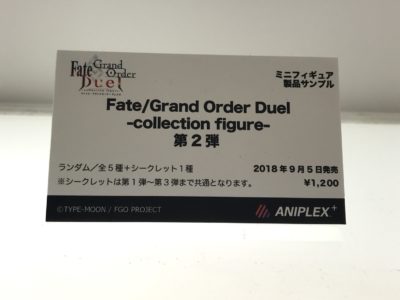 Fate Grand Order
Duel
ミニフィギュア
製品サンプル
Fate/Grand Order Duel
-collection figure-
第2弾
ランダム／全5種＋シークレット1種
2018年9月5日発売
※シークレットは第1弾～第3弾まで共通となります。
¥1,200
©TYPE-MOON / FGO PROJECT
ANIPLEX+